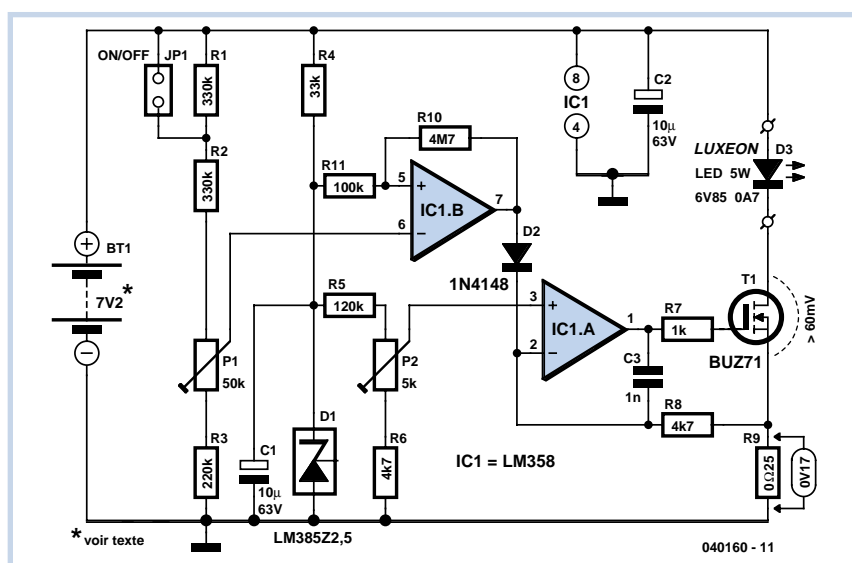 ON/OFF
JP1
R1
330k
R4
33k
R2
330k
R10
4M7
R11
100k
5
+
6
−
7
IC1.B
8
IC1
4
C2
10µ
63V
LUXEON
D3
LED 5W
6V85 0A7
D2
1N4148
+
BT1
7V2
*
−
P1
50k
R5
120k
P2
5k
3
+
2
−
1
IC1.A
R7
1k
T1
BUZ71
> 60mV
C3
1n
R8
4k7
R3
220k
C1
10µ
63V
D1
R6
4k7
IC1 = LM358
R9
0Ω25
0V17
* voir texte
LM385Z2,5
040160 - 11